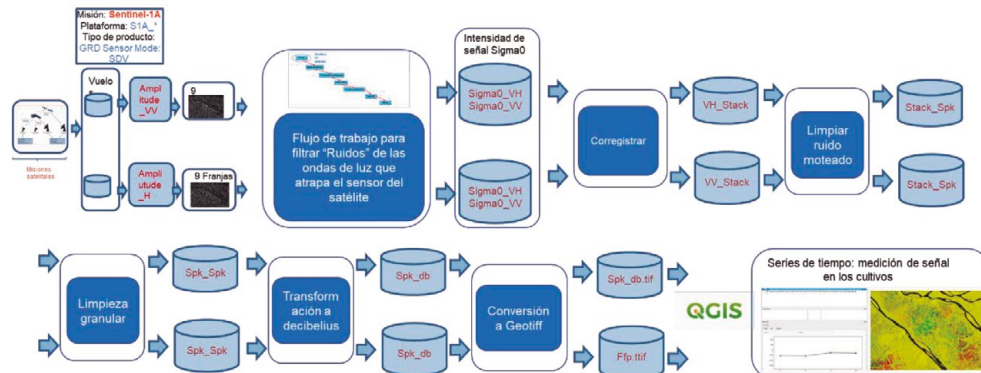 Misión: Sentinel-1A
Plataforma: S1A_*
Tipo de producto:
GRD Sensor Mode:
SDV
Misiones
satelitales
Vuelo
Ampl
itude
_VV
9
Ampli
utude
_H
9 Franjas
Flujo de trabajo para
filtrar “Ruidos” de las
ondas de luz que
atrapa el sensor del
satélite
Intensidad
de señal Sigma0
Sigma0_VH
Sigma0_VV
Sigma0_VH
Sigma0_VV
Corregistrar
VH_Stack
VV_Stack
Limpiar
ruido
moteado
Stack_Spk
Stack_Spk
Limpieza
granular
Spk_Spk
Spk_Spk
Transform
ación a
decibelius
Spk_db
Spk_db
Conversión
a Geotiff
Spk_db.tif
Ffp.ttif
QGIS
Series de tiempo: medición de señal
en los cultivos